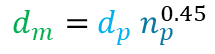 d_m = d_p n_p^0.45